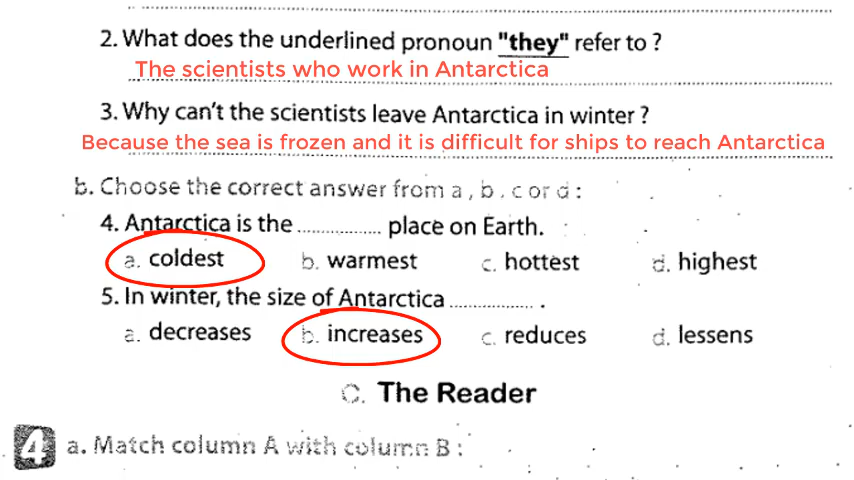 2. What does the underlined pronoun "they" refer to ?
The scientists who work in Antarctica
3. Why can't the scientists leave Antarctica in winter ?
Because the sea is frozen and it is difficult for ships to reach Antarctica
b. Choose the correct answer from a , b , c or d :
4. Antarctica is the .................. place on Earth.
a. coldest b. warmest c. hottest d. highest
5. In winter, the size of Antarctica .................. .
a. decreases b. increases c. reduces d. lessens
C. The Reader
4 a. Match column A with column B :